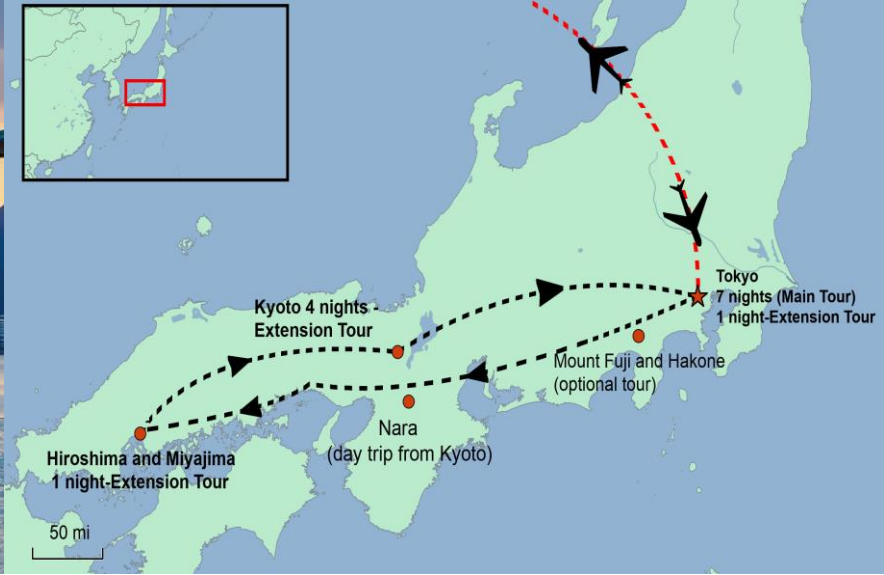 Tokyo
7 nights (Main Tour)
1 night-Extension Tour
Kyoto 4 nights -
Extension Tour
Mount Fuji and Hakone
(optional tour)
Nara
(day trip from Kyoto)
Hiroshima and Miyajima
1 night-Extension Tour
50 mi